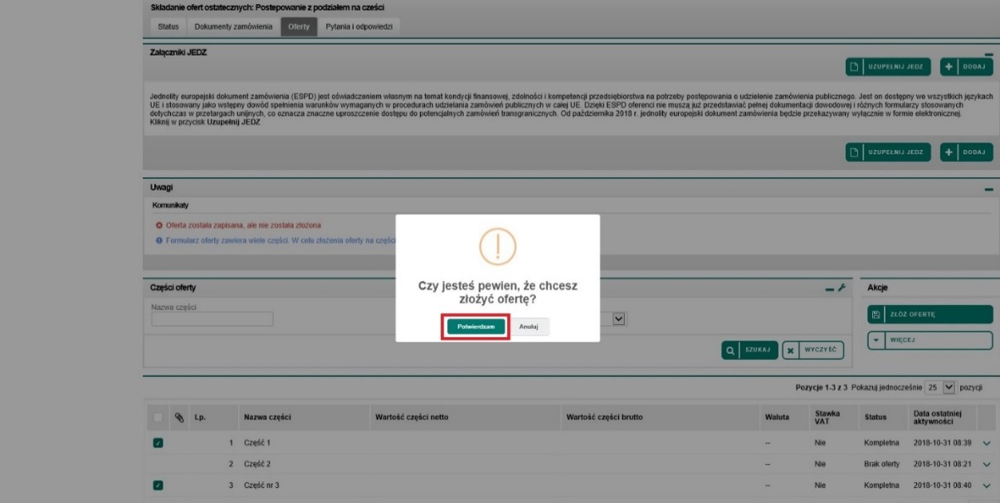 Składanie ofert ostatecznych: Postępowanie z podziałem na części
Status Dokumenty zamówienia Oferty Pytania i odpowiedzi
Załączniki JEDZ
UZUPEŁNIJ JEDZ DODAJ
Jednolity europejski dokument zamówienia (ESPD) jest oświadczeniem własnym na temat kondycji finansowej, zdolności i kompetencji przedsiębiorstwa na potrzeby postępowania o udzielenie zamówienia publicznego. Jest on dostępny we wszystkich językach
UE i stosowany jako wstępny dowód spełnienia warunków wymaganych w procedurach udzielania zamówień publicznych w całej UE. Dzięki ESPD oferenci nie muszą już przedstawiać pełnej dokumentacji dowodowej i różnych formularzy stosowanych
dotychczas w przetargach unijnych, co oznacza znaczne uproszczenie dostępu do potencjalnych zamówień transgranicznych. Od października 2018 r. jednolity europejski dokument zamówienia będzie przekazywany wyłącznie w formie elektronicznej.
Kliknij w przycisk Uzupełnij JEDZ
UZUPEŁNIJ JEDZ DODAJ
Uwagi
Komunikaty
Oferta została zapisana, ale nie została złożona
Formularz oferty zawiera wiele części. W celu złożenia oferty na części
Czy jesteś pewien, że chcesz
złożyć ofertę?
Potwierdzam Anuluj
Części oferty
Nazwa części
SZUKAJ WYCZYŚĆ
Akcje
ZŁÓŻ OFERTĘ
WIĘCEJ
Pozycje 1-3 z 3 Pokazuj jednocześnie 25 pozycji
Lp. Nazwa części Wartość części netto Wartość części brutto Waluta Stawka VAT Status Data ostatniej aktywności
1 Część 1 -- Nie Kompletna 2018-10-31 08:39
2 Część 2 -- Nie Brak oferty 2018-10-31 08:21
3 Część nr 3 -- Nie Kompletna 2018-10-31 08:40